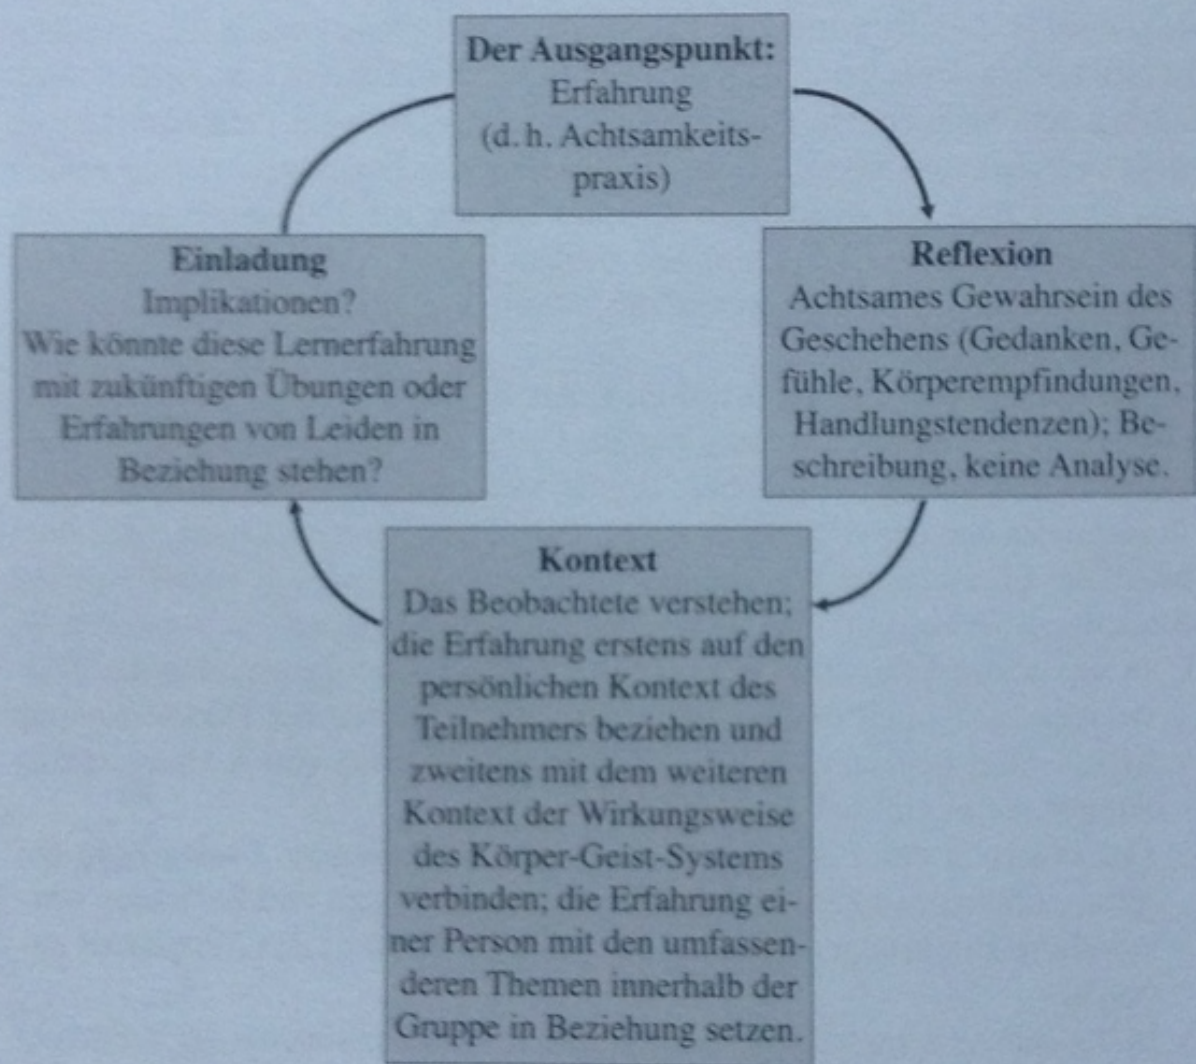 Der Ausgangspunkt:
Erfahrung
(d. h. Achtsamkeits-
praxis)
Reflexion
Achtsames Gewahrsein des
Geschehens (Gedanken, Ge-
fühle, Körperempfindungen,
Handlungstendenzen); Be-
schreibung, keine Analyse.
Kontext
Das Beobachtete verstehen;
die Erfahrung erstens auf den
persönlichen Kontext des
Teilnehmers beziehen und
zweitens mit dem weiteren
Kontext der Wirkungsweise
des Körper-Geist-Systems
verbinden; die Erfahrung ei-
ner Person mit den umfassen-
deren Themen innerhalb der
Gruppe in Beziehung setzen.
Einladung
Implikationen?
Wie könnte diese Lernerfahrung
mit zukünftigen Übungen oder
Erfahrungen von Leiden in
Beziehung stehen?